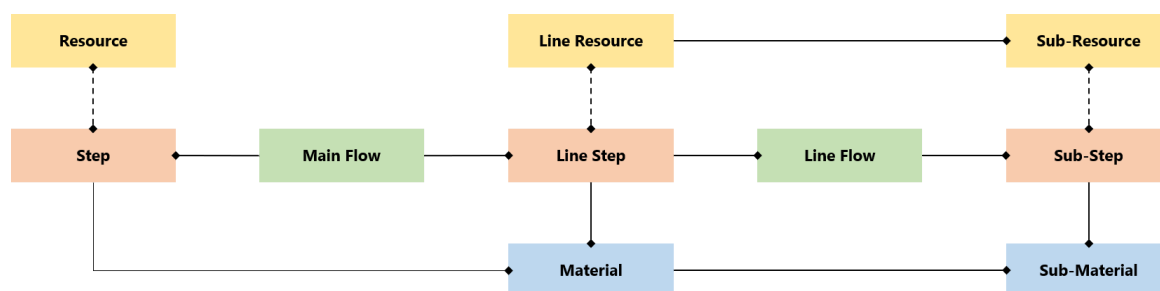 Resource
Line Resource
Sub-Resource
Step
Main Flow
Line Step
Line Flow
Sub-Step
Material
Sub-Material